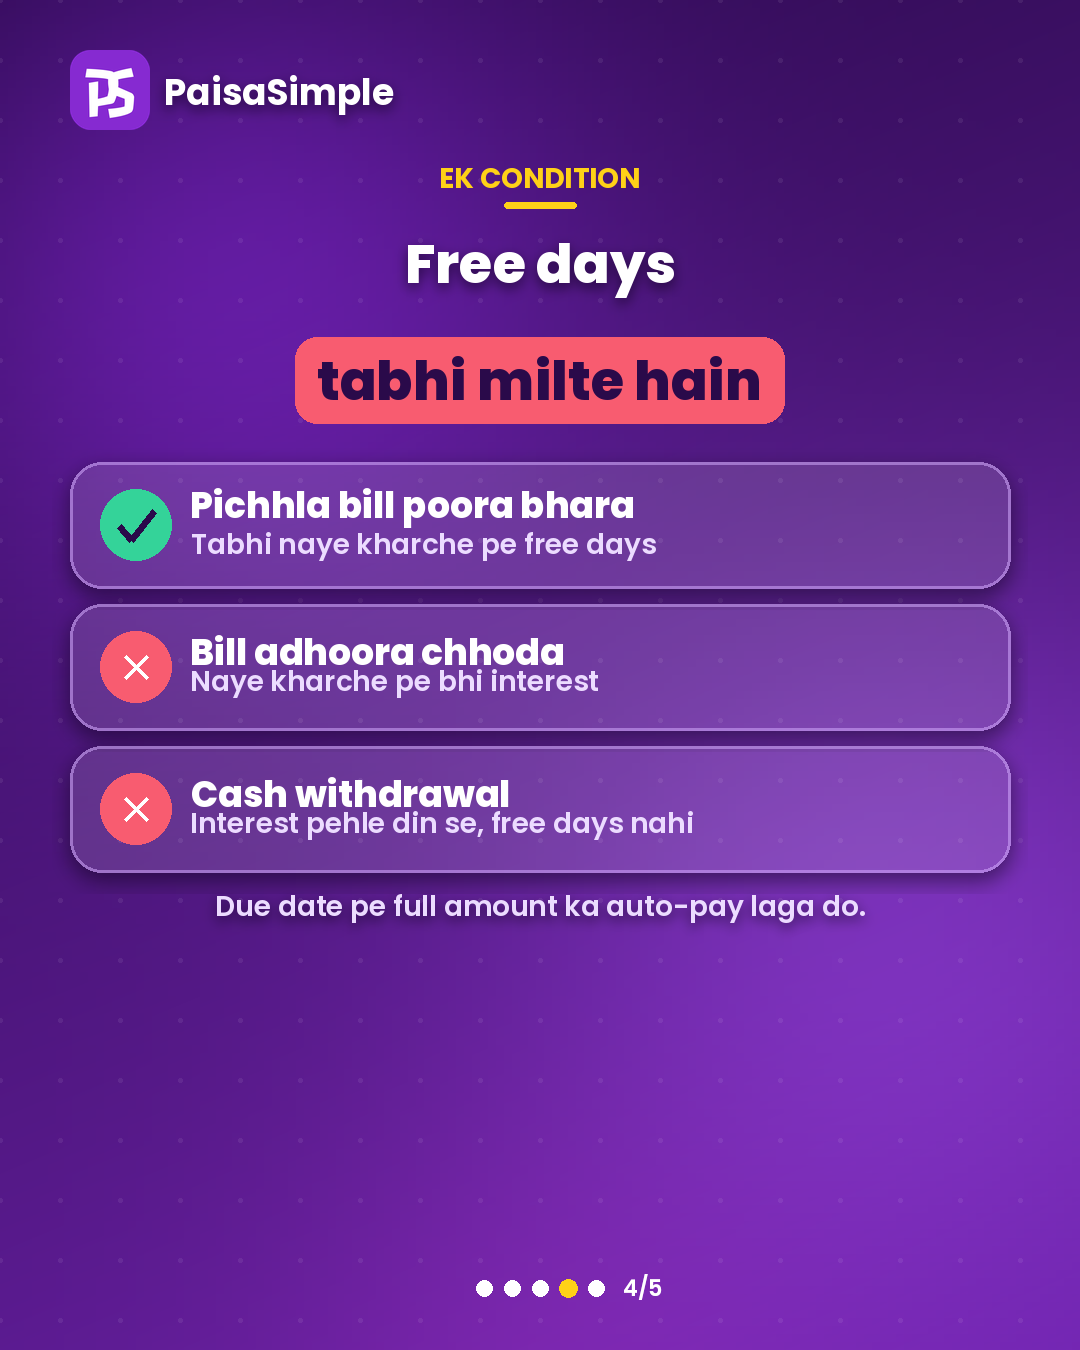 PaisaSimple
EK CONDITION
Free days
tabhi milte hain
Pichhla bill poora bhara
Tabhi naye kharche pe free days
Bill adhoora chhoda
Naye kharche pe bhi interest
Cash withdrawal
Interest pehle din se, free days nahi
Due date pe full amount ka auto-pay laga do.
4/5